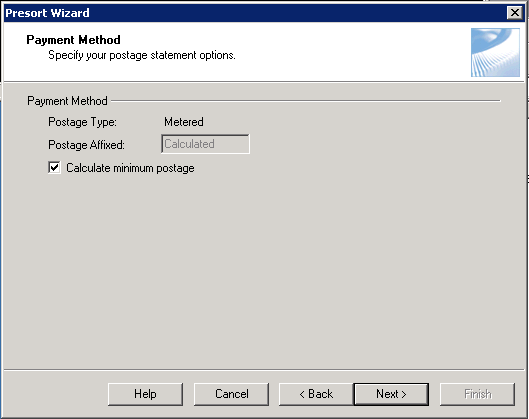 Presort Wizard
Payment Method
Specify your postage statement options.
Payment Method
Postage Type: Metered
Postage Affixed: Calculated
Calculate minimum postage
Help Cancel < Back Next > Finish